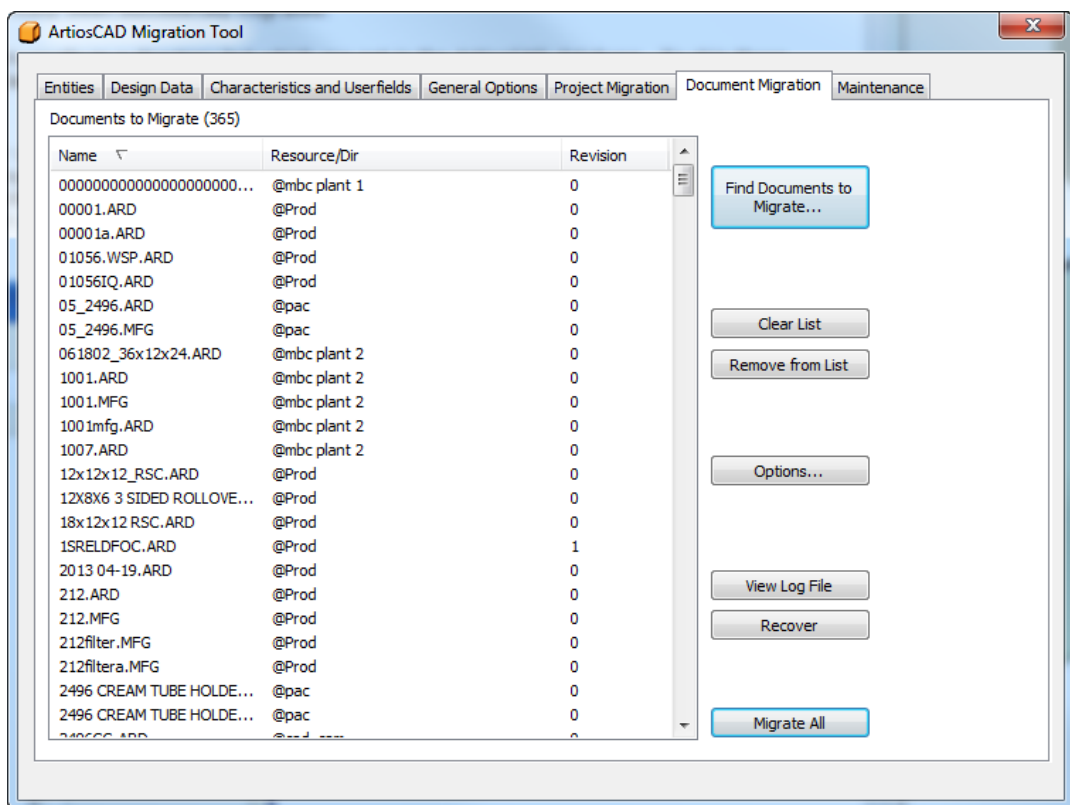 ArtiosCAD Migration Tool
Entities Design Data Characteristics and Userfields General Options Project Migration Document Migration Maintenance
Documents to Migrate (365)
Name Resource/Dir Revision
00001.ARD @Prod 0
00001a.ARD @Prod 0
01056.WSP.ARD @Prod 0
01056IQ.ARD @Prod 0
05_2496.ARD @pac 0
05_2496.MFG @pac 0
061802_36x12x24.ARD @mbc plant 2 0
1001.ARD @mbc plant 2 0
1001.MFG @mbc plant 2 0
1001mfg.ARD @mbc plant 2 0
1007.ARD @mbc plant 2 0
12x12x12_RSC.ARD @Prod 0
12X8X6 3 SIDED ROLLOVE... @Prod 0
18x12x12 RSC.ARD @Prod 0
1SRELDFOC.ARD @Prod 1
2013 04-19.ARD @Prod 0
212.ARD @Prod 0
212.MFG @Prod 0
212filter.MFG @Prod 0
212filtera.MFG @Prod 0
2496 CREAM TUBE HOLDE... @pac 0
2496 CREAM TUBE HOLDE... @pac 0
Find Documents to
Migrate...
Clear List
Remove from List
Options...
View Log File
Recover
Migrate All